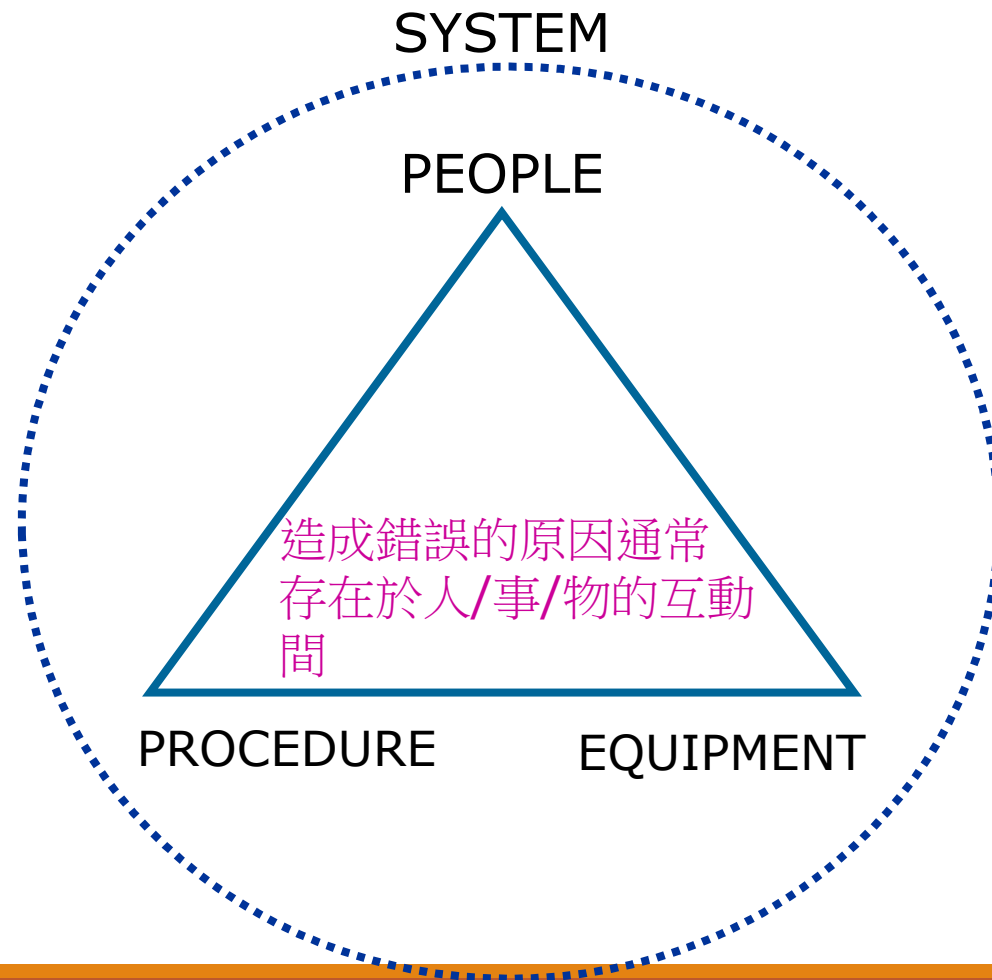 SYSTEM
PEOPLE
造成錯誤的原因通常
存在於人/事/物的互動
間
PROCEDURE
EQUIPMENT